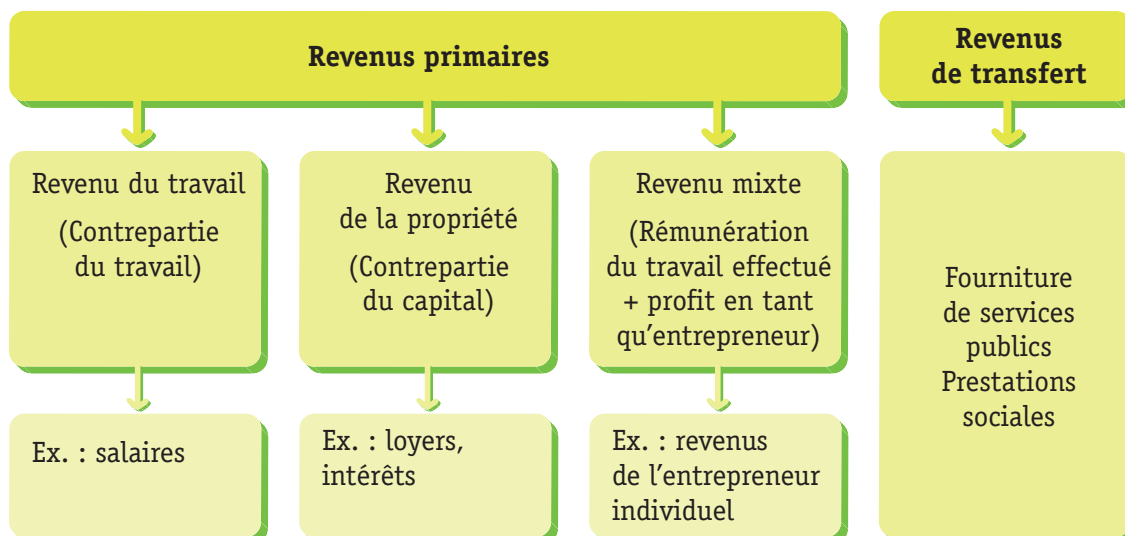 Revenus primaires
Revenus
de transfert
Revenu du travail
(Contrepartie
du travail)
Revenu
de la propriété
(Contrepartie
du capital)
Revenu mixte
(Rémunération
du travail effectué
+ profit en tant
qu’entrepreneur)
Fourniture
de services
publics
Prestations
sociales
Ex. : salaires
Ex. : loyers,
intérêts
Ex. : revenus
de l’entrepreneur
individuel